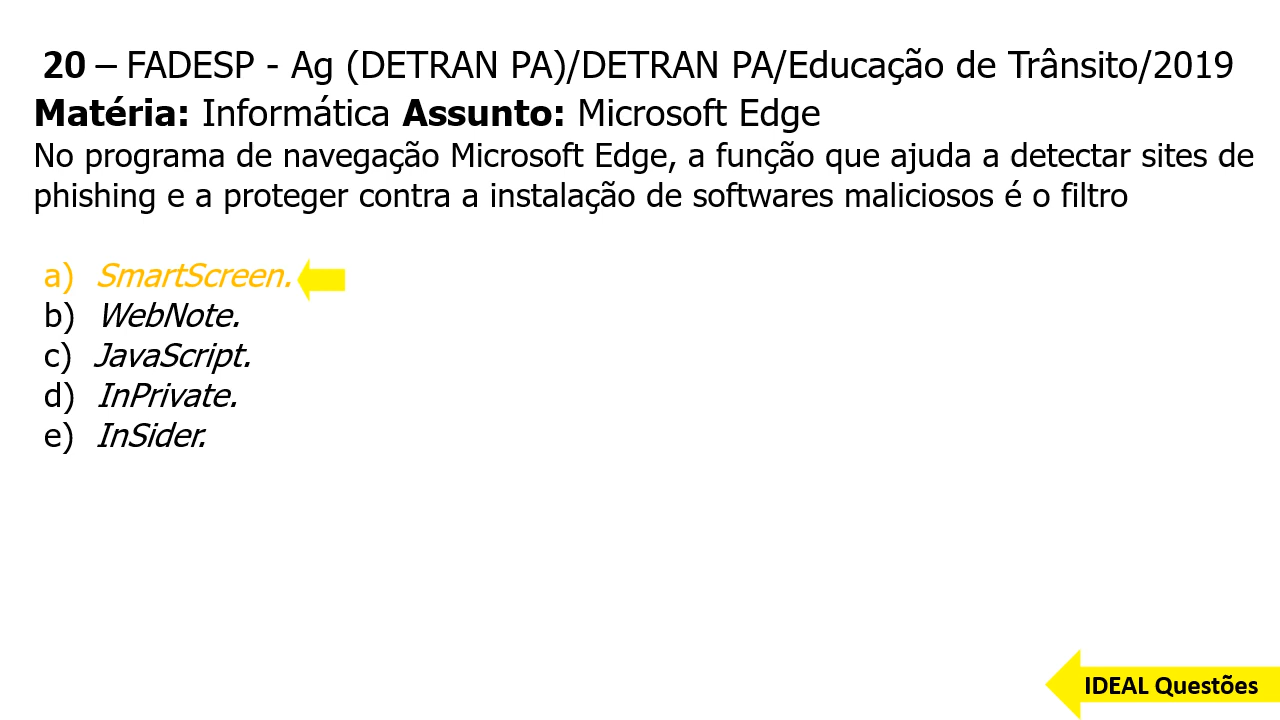 20 – FADESP - Ag (DETRAN PA)/DETRAN PA/Educação de Trânsito/2019
Matéria: Informática Assunto: Microsoft Edge
No programa de navegação Microsoft Edge, a função que ajuda a detectar sites de
phishing e a proteger contra a instalação de softwares maliciosos é o filtro
a) SmartScreen.
b) WebNote.
c) JavaScript.
d) InPrivate.
e) InSider.
IDEAL Questões